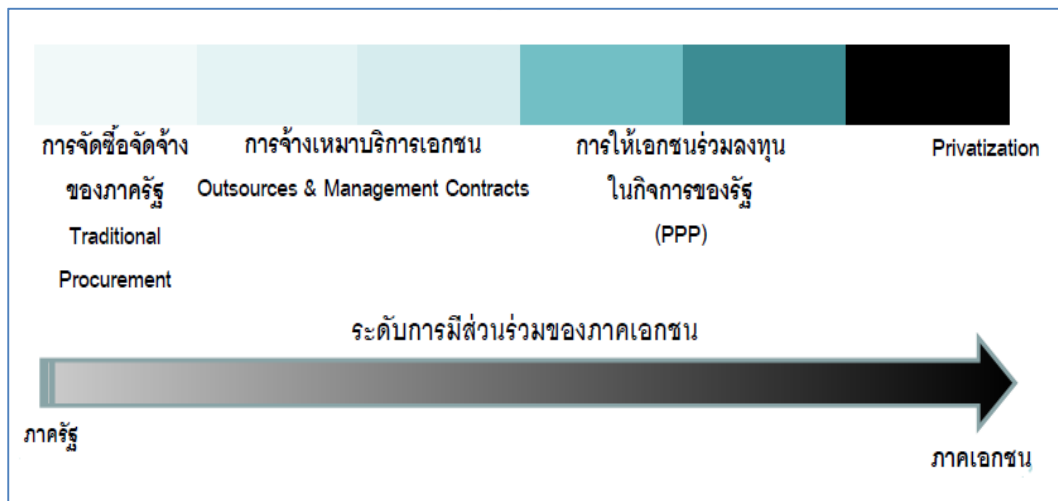 การจัดซื้อจัดจ้าง
ของภาครัฐ
Traditional
Procurement
การจ้างเหมาบริการเอกชน
Outsources & Management Contracts
การให้เอกชนร่วมลงทุน
ในกิจการของรัฐ
(PPP)
Privatization
ระดับการมีส่วนร่วมของภาคเอกชน
ภาครัฐ
ภาคเอกชน